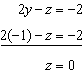 2y − z = −2
2(−1) − z = −2
z = 0